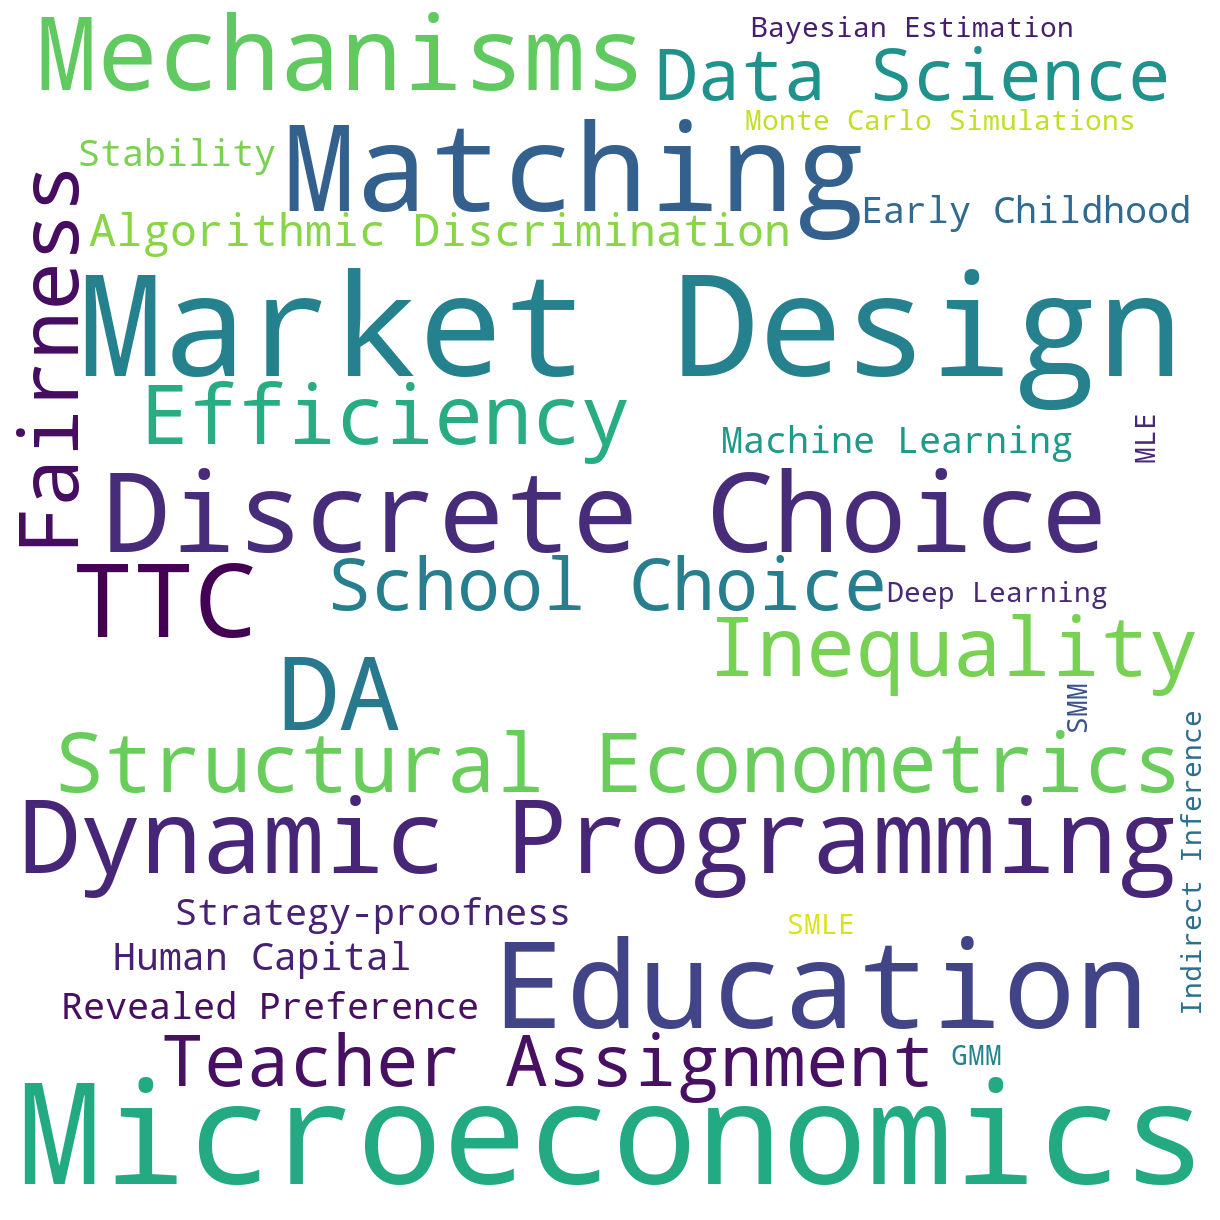 Mechanisms
Bayesian Estimation
Data Science
Monte Carlo Simulations
Stability
Matching
Early Childhood
Algorithmic Discrimination
Fairness
Market Design
Efficiency
Machine Learning
MLE
Discrete Choice
TTC
School Choice
Deep Learning
Inequality
DA
SMM
Structural Econometrics
Indirect Inference
Dynamic Programming
Strategy-proofness
SMLE
Human Capital
Education
Revealed Preference
Teacher Assignment
GMM
Microeconomics